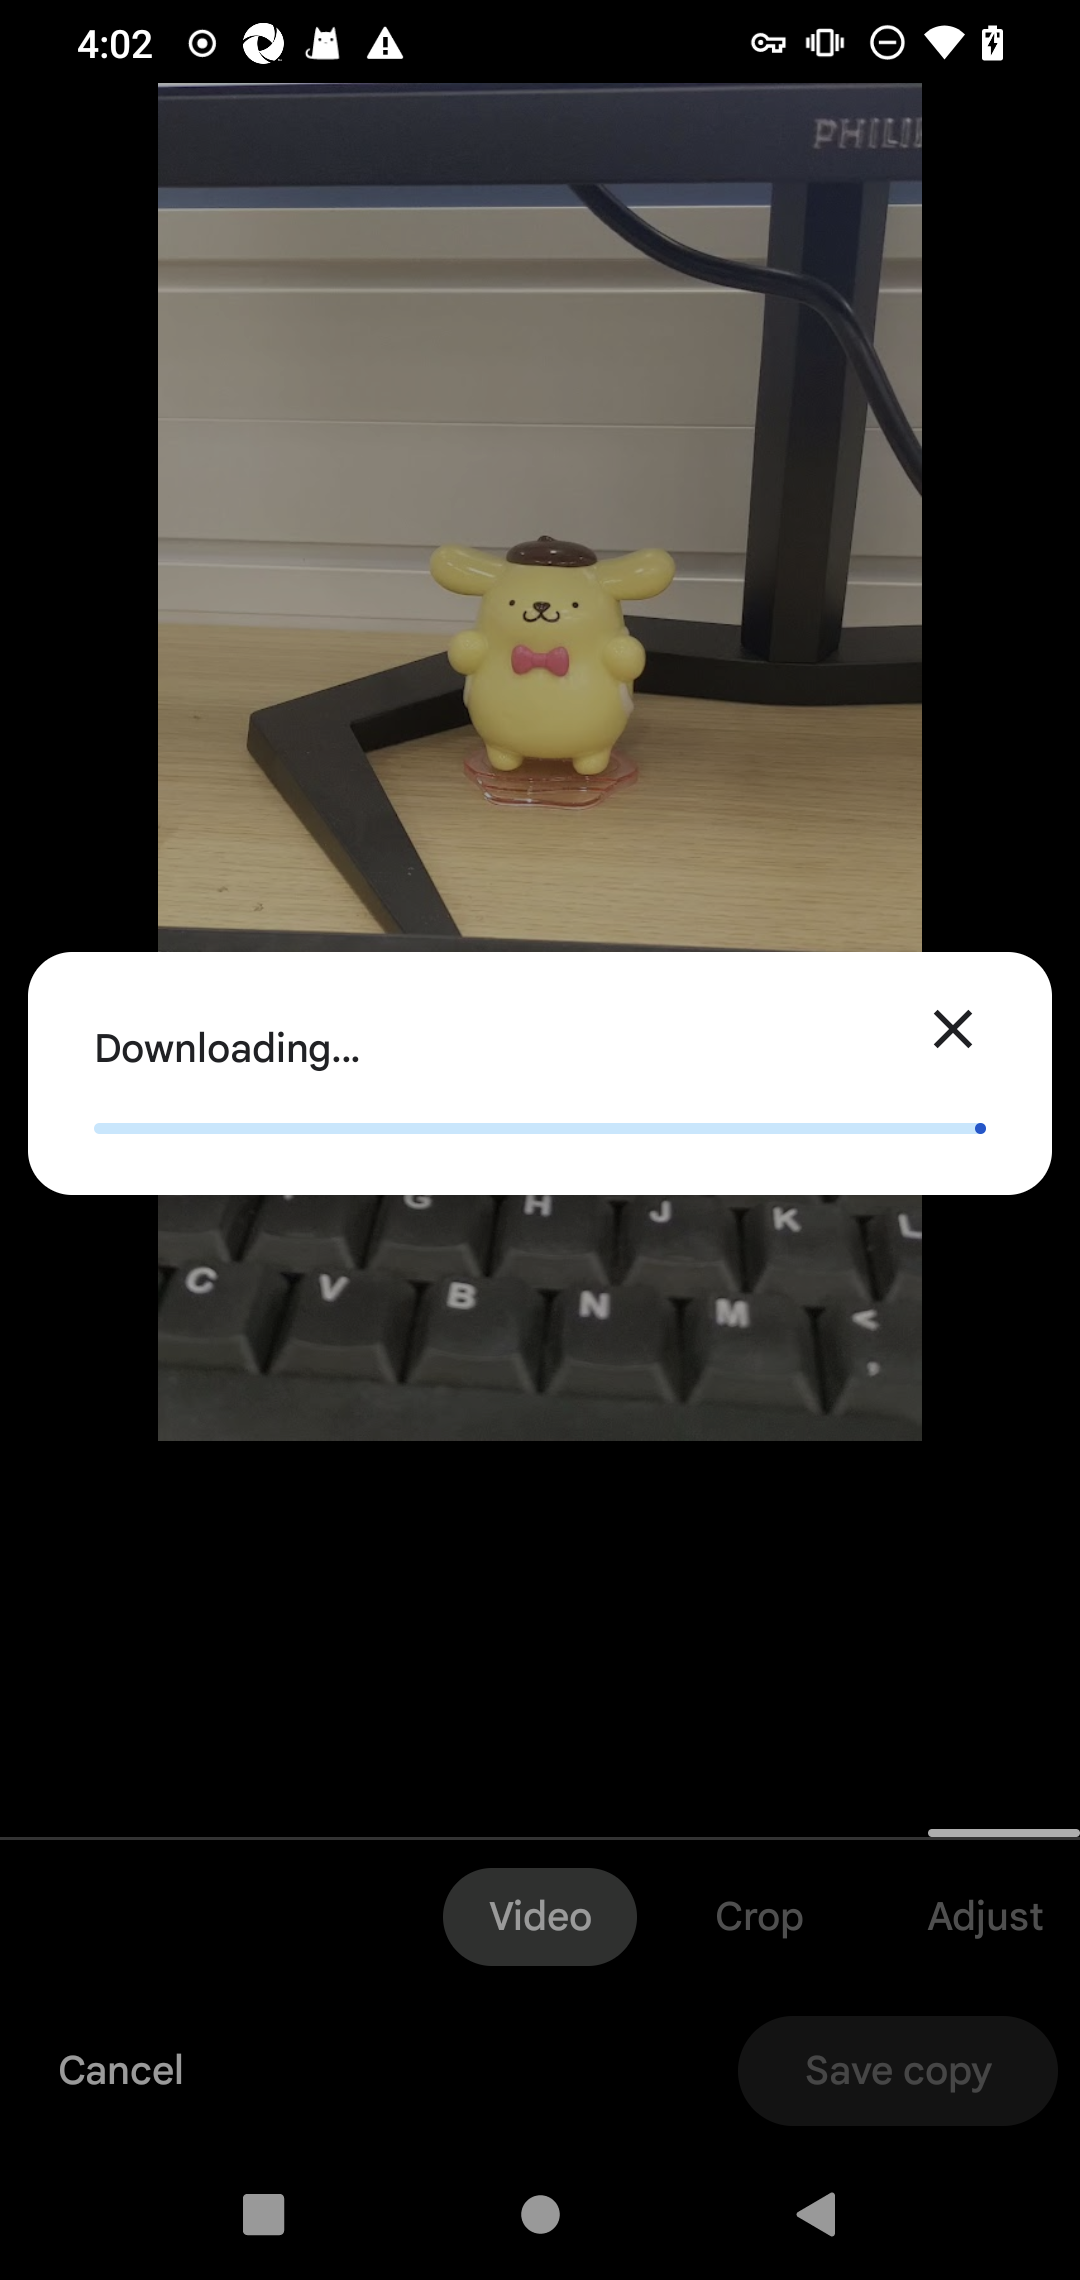 4:02
PHILI
Downloading...
G H J K L
C V B N M <
,
Video Crop Adjust
Cancel Save copy